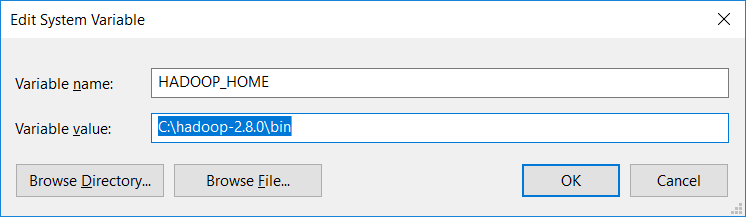 Edit System Variable
Variable name: HADOOP_HOME
Variable value: C:\hadoop-2.8.0\bin
Browse Directory... Browse File... OK Cancel